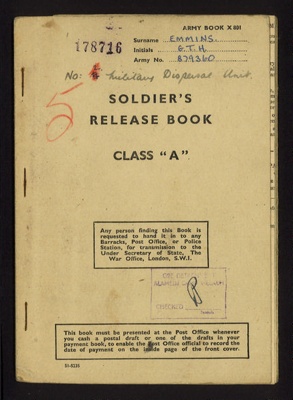 ARMY BOOK X 801
178716
Surname EMMINS
Initials G.T.H.
Army No. 879360
No: Military Dispersal Unit.
5
SOLDIER'S
RELEASE BOOK
CLASS "A"
Any person finding this Book is
requested to hand it in to any
Barracks, Post Office, or Police
Station, for transmission to the
Under Secretary of State, The
War Office, London, S.W.1.
CHECKED
This book must be presented at the Post Office whenever
you cash a postal draft or one of the drafts in your
payment book, to enable the Post Office official to record the
date of payment on the inside page of the front cover.
51-8235